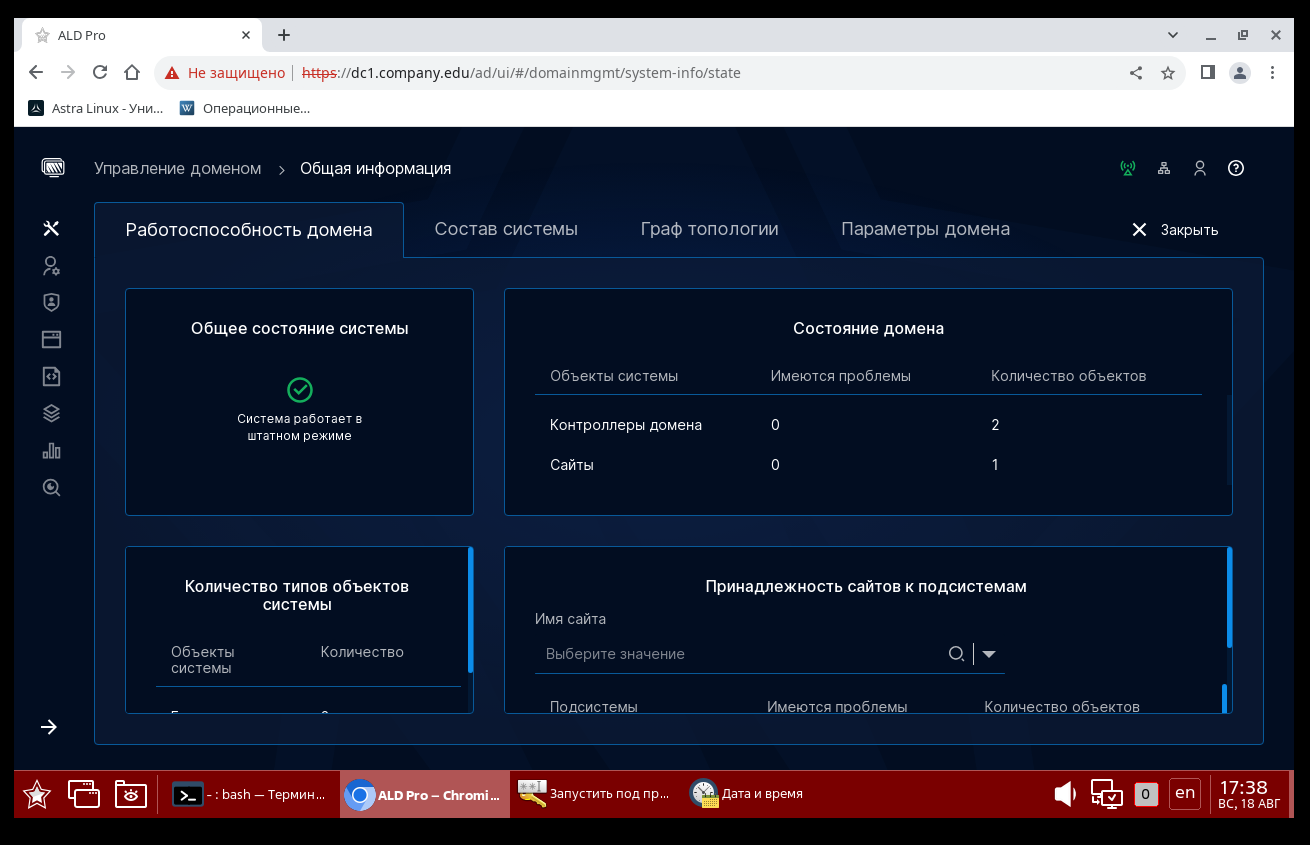 ALD Pro
Не защищено https://dc1.company.edu/ad/ui/#/domainmgmt/system-info/state
Astra Linux - Уни...
Операционные...
Управление доменом > Общая информация
Работоспособность домена
Состав системы
Граф топологии
Параметры домена
Закрыть
Общее состояние системы
Система работает в
штатном режиме
Состояние домена
Объекты системы Имеются проблемы Количество объектов
Контроллеры домена 0 2
Сайты 0 1
Количество типов объектов
системы
Объекты
системы
Количество
Принадлежность сайтов к подсистемам
Имя сайта
Выберите значение
Подсистемы Имеются проблемы Количество объектов
- : bash — Термин...
ALD Pro – Chromi...
Запустить под пр...
Дата и время
0
en
17:38
ВС, 18 АВГ